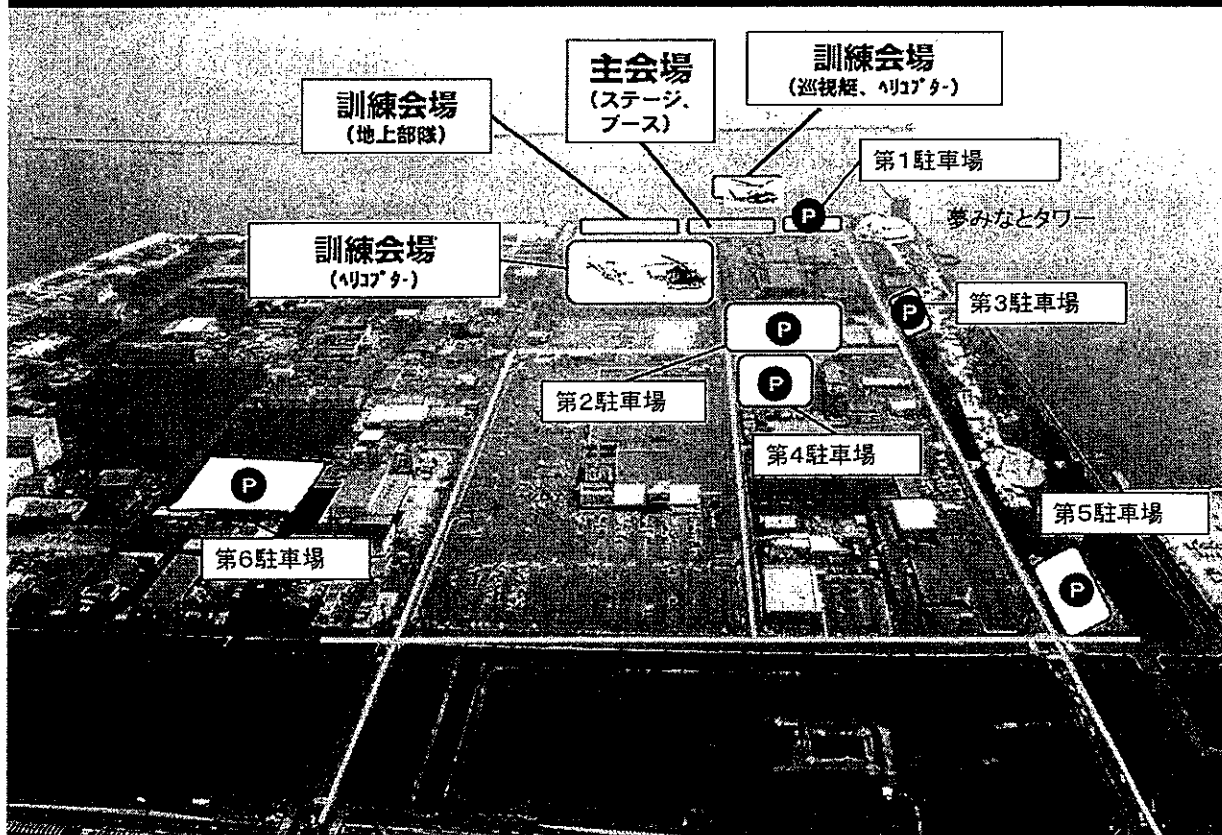 訓練会場
(巡視艇、ヘリコプター)
主会場
(ステージ、
ブース)
訓練会場
(地上部隊)
第1駐車場
P
夢みなとタワー
訓練会場
(ヘリコプター)
第3駐車場
P
P
第2駐車場
P
第4駐車場
P
第6駐車場
第5駐車場
P